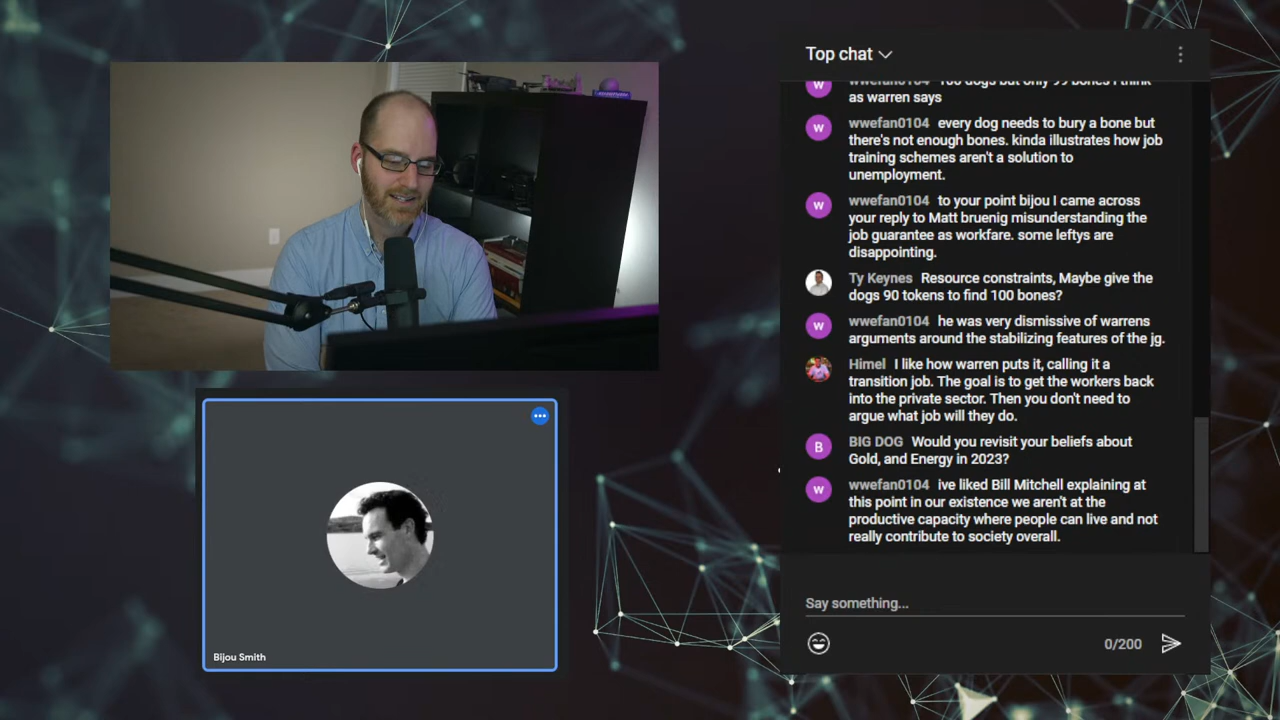 Top chat
wwefan0104 100 dogs but only 99 bones I think
as warren says
wwefan0104 every dog needs to bury a bone but
there's not enough bones. kinda illustrates how job
training schemes aren't a solution to
unemployment.
wwefan0104 to your point bijou I came across
your reply to Matt bruenig misunderstanding the
job guarantee as workfare. some leftys are
disappointing.
Ty Keynes Resource constraints, Maybe give the
dogs 90 tokens to find 100 bones?
wwefan0104 he was very dismissive of warrens
arguments around the stabilizing features of the jg.
Himel I like how warren puts it, calling it a
transition job. The goal is to get the workers back
into the private sector. Then you don't need to
argue what job will they do.
B BIG DOG Would you revisit your beliefs about
Gold, and Energy in 2023?
w wwefan0104 ive liked Bill Mitchell explaining at
this point in our existence we aren't at the
productive capacity where people can live and not
really contribute to society overall.
Say something...
0/200
Bijou Smith